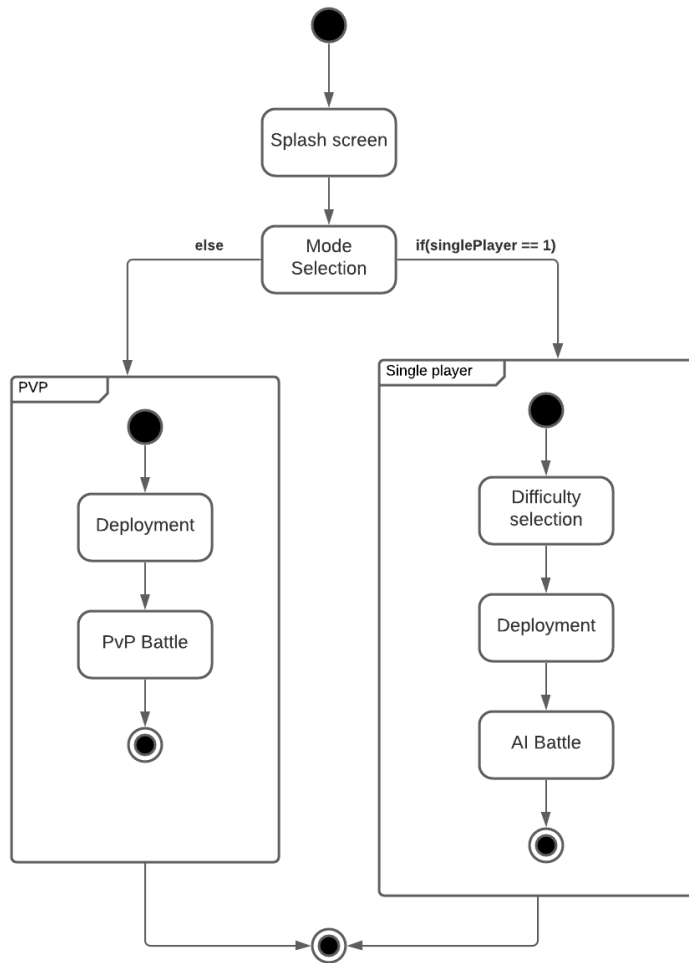 Splash screen
Mode
Selection
else
if(singlePlayer == 1)
PVP
Deployment
PvP Battle
Single player
Difficulty
selection
Deployment
AI Battle